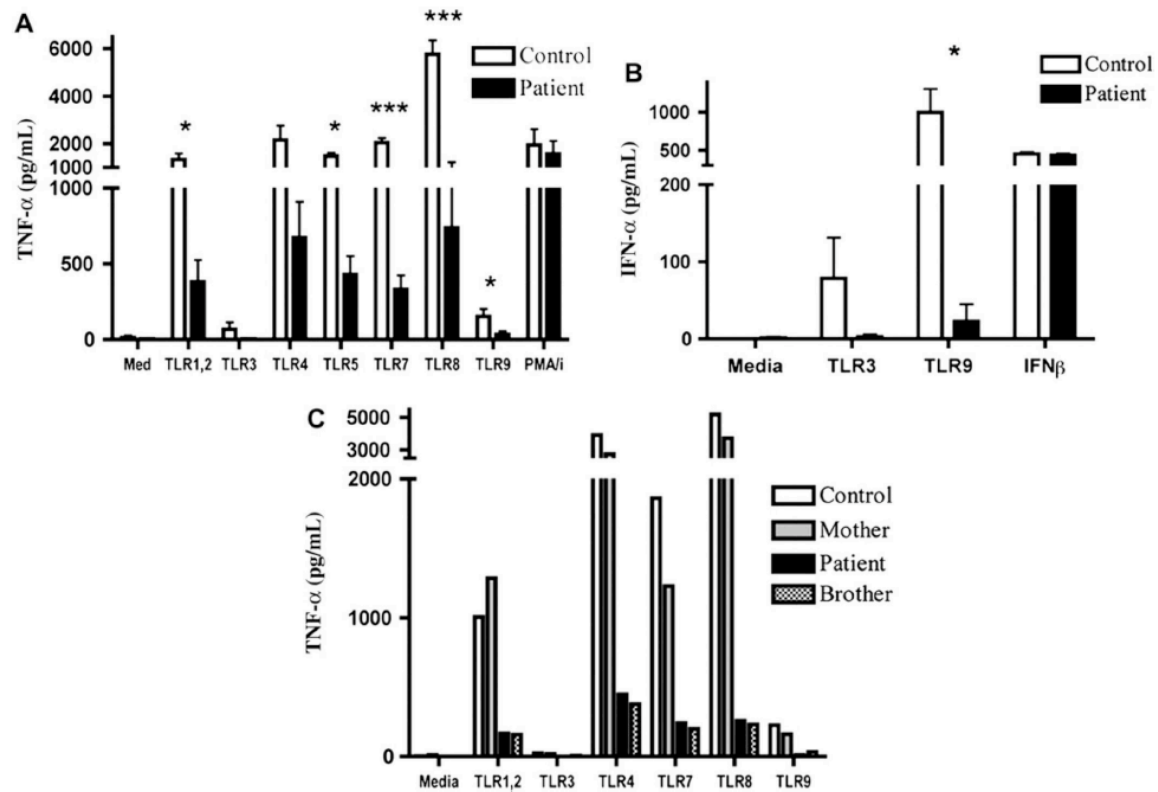 A
TNF-α (pg/mL)
6000
4000
2000
1000
1000
500
0
*
*
***
***
*
Control
Patient
Med TLR1,2 TLR3 TLR4 TLR5 TLR7 TLR8 TLR9 PMA/i
B
IFN-α (pg/mL)
1000
500
200
100
0
*
Control
Patient
Media TLR3 TLR9 IFNβ
C
TNF-α (pg/mL)
5000
3000
2000
1000
0
Control
Mother
Patient
Brother
Media TLR1,2 TLR3 TLR4 TLR7 TLR8 TLR9